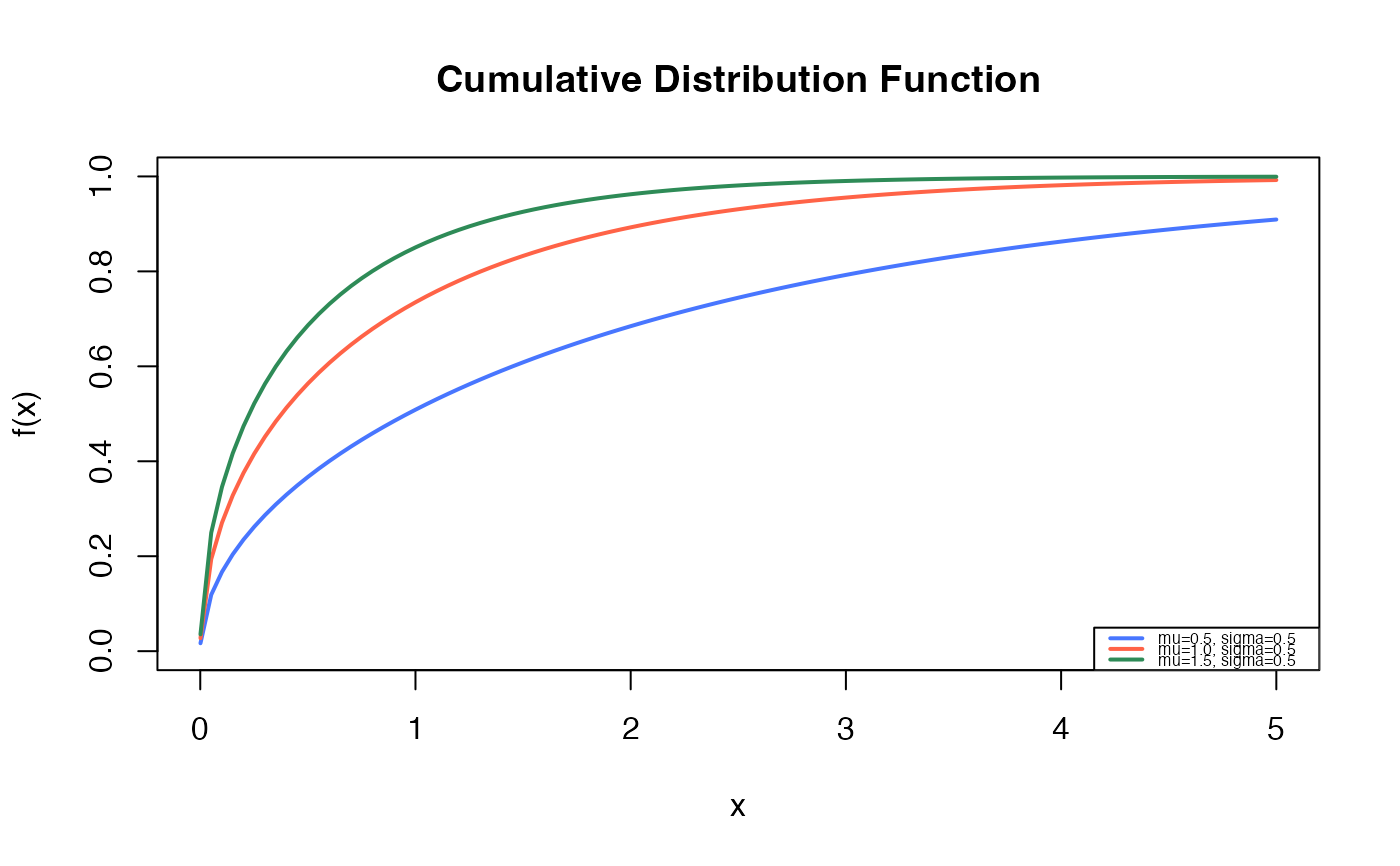 Cumulative Distribution Function
f(x)
1.0
0.8
0.6
0.4
0.2
0.0
mu=0.5, sigma=0.5
mu=1.0, sigma=0.5
mu=1.5, sigma=0.5
0 1 2 3 4 5
x